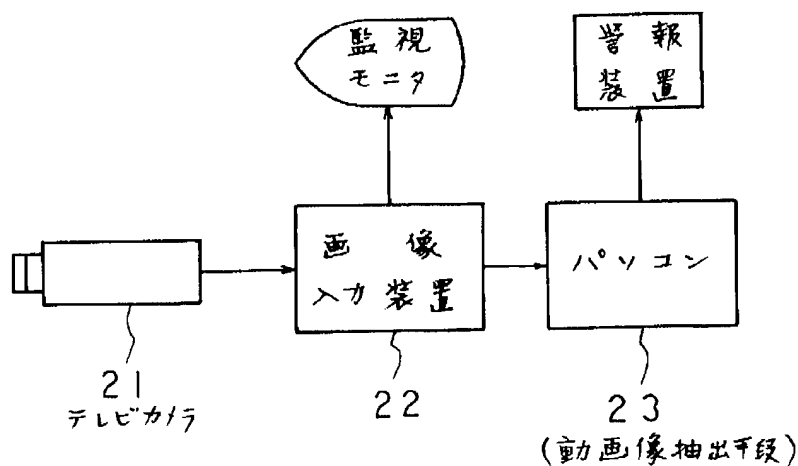 監視
モニタ
警報
装置
画像
入力装置
パソコン
21
テレビカメラ
22
23
(動画像抽出手段)